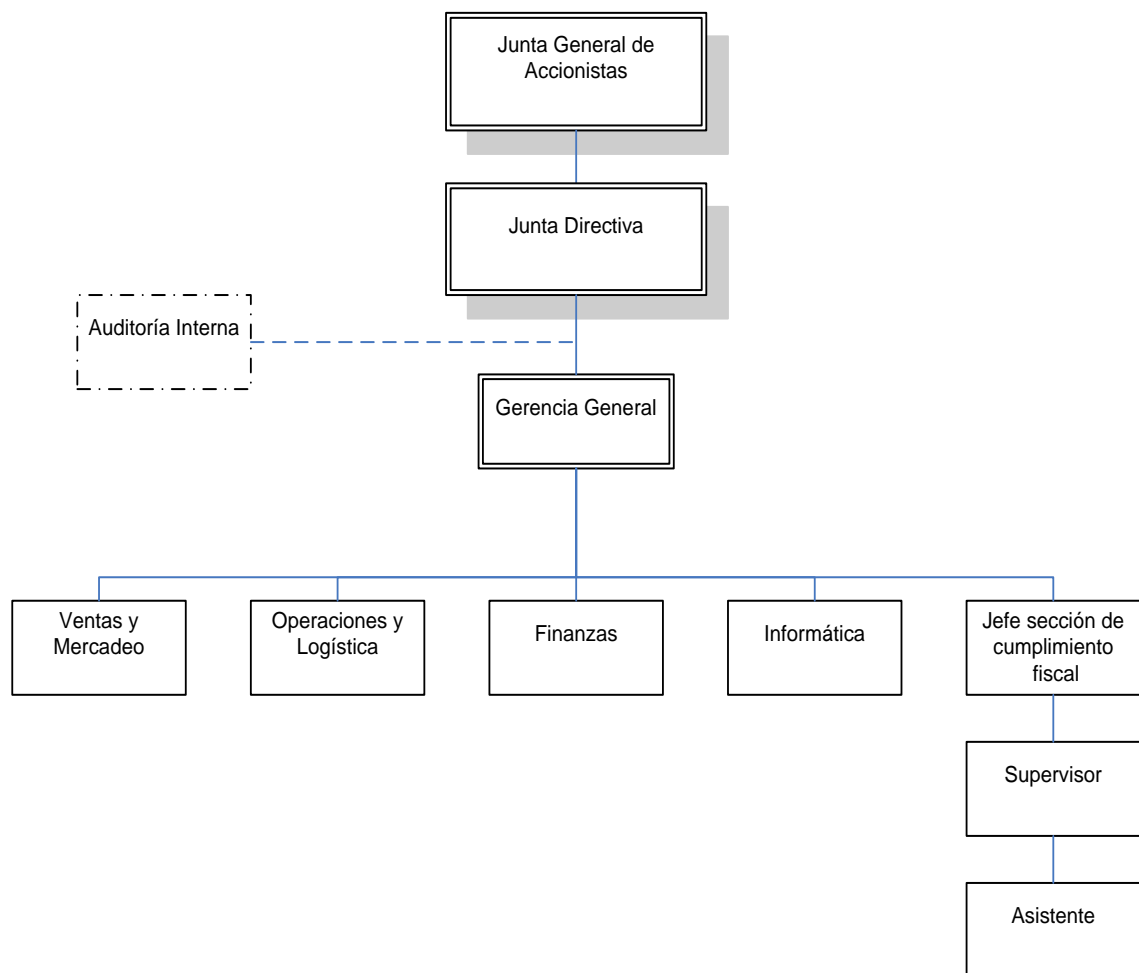 Junta General de
Accionistas
Junta Directiva
Auditoría Interna
Gerencia General
Ventas y
Mercadeo
Operaciones y
Logística
Finanzas
Informática
Jefe sección de
cumplimiento
fiscal
Supervisor
Asistente